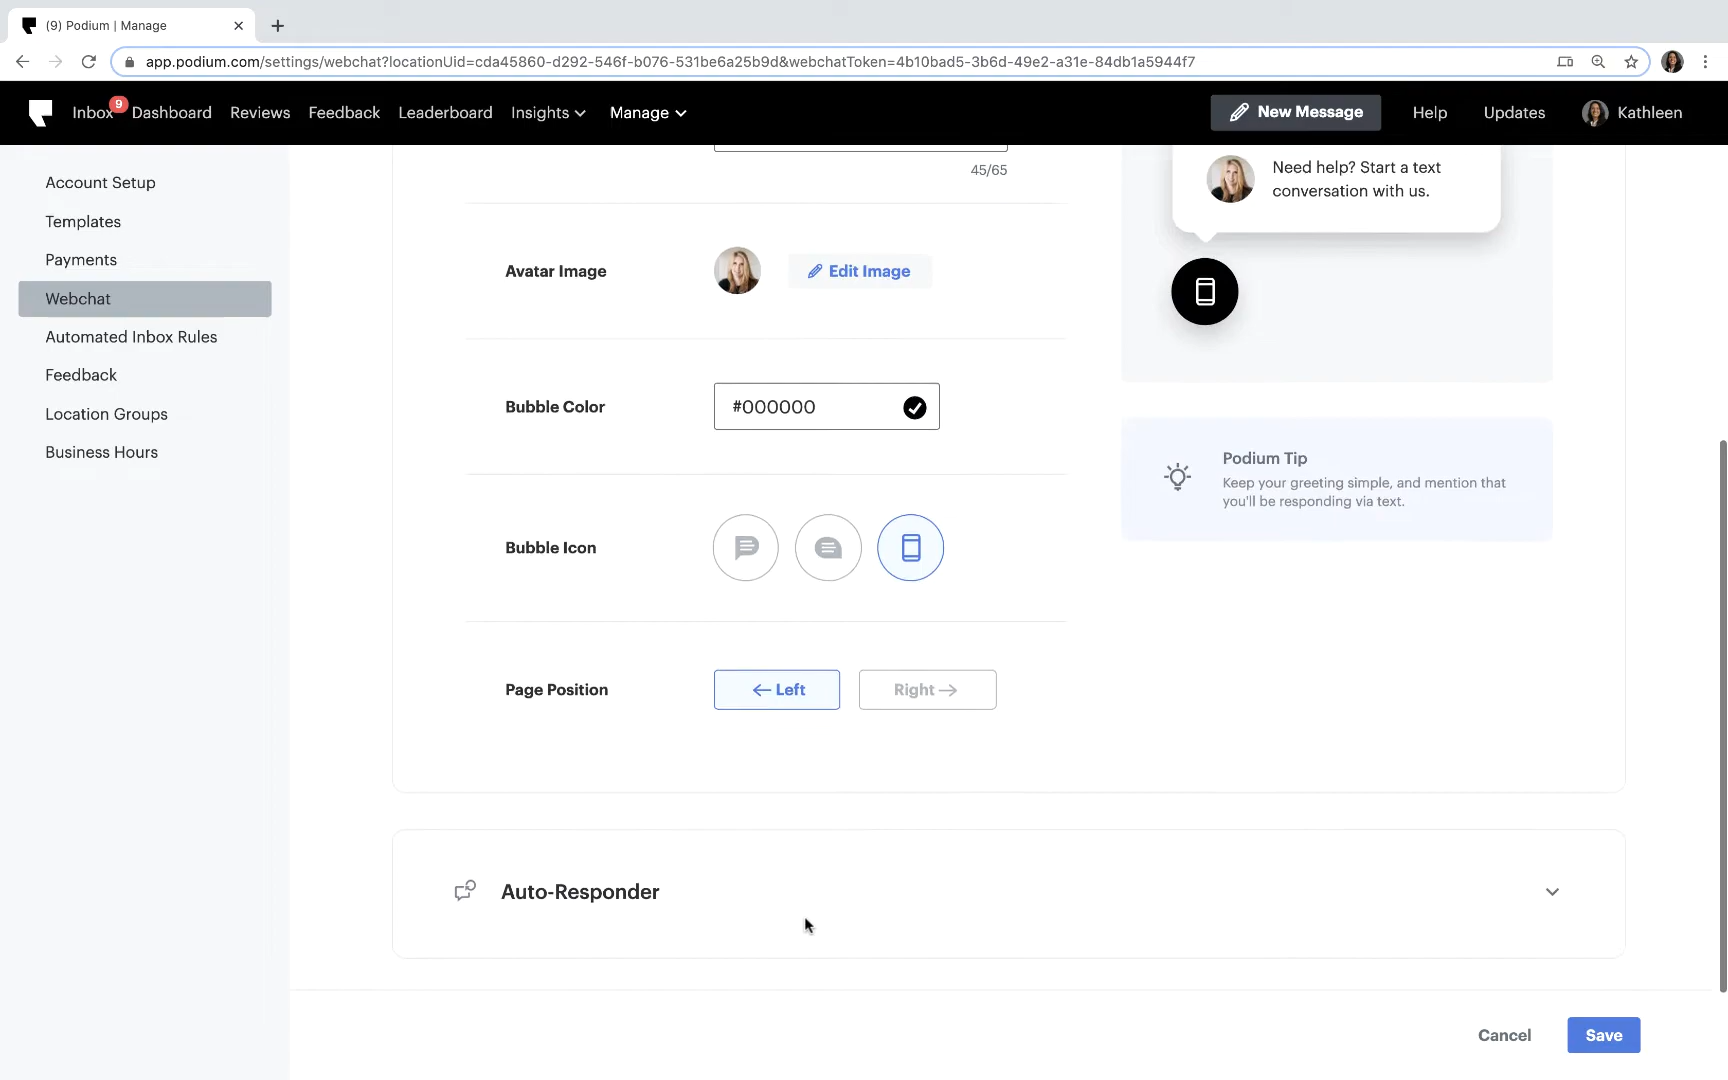 (9) Podium | Manage
app.podium.com/settings/webchat?locationUid=cda45860-d292-546f-b076-531be6a25b9d&webchatToken=4b10bad5-3b6d-49e2-a31e-84db1a5944f7
Inbox 9 Dashboard Reviews Feedback Leaderboard Insights Manage New Message Help Updates Kathleen
Account Setup
Templates
Payments
Webchat
Automated Inbox Rules
Feedback
Location Groups
Business Hours
45/65
Avatar Image Edit Image
Bubble Color #000000
Bubble Icon
Page Position Left Right
Need help? Start a text
conversation with us.
Podium Tip
Keep your greeting simple, and mention that
you'll be responding via text.
Auto-Responder
Cancel Save